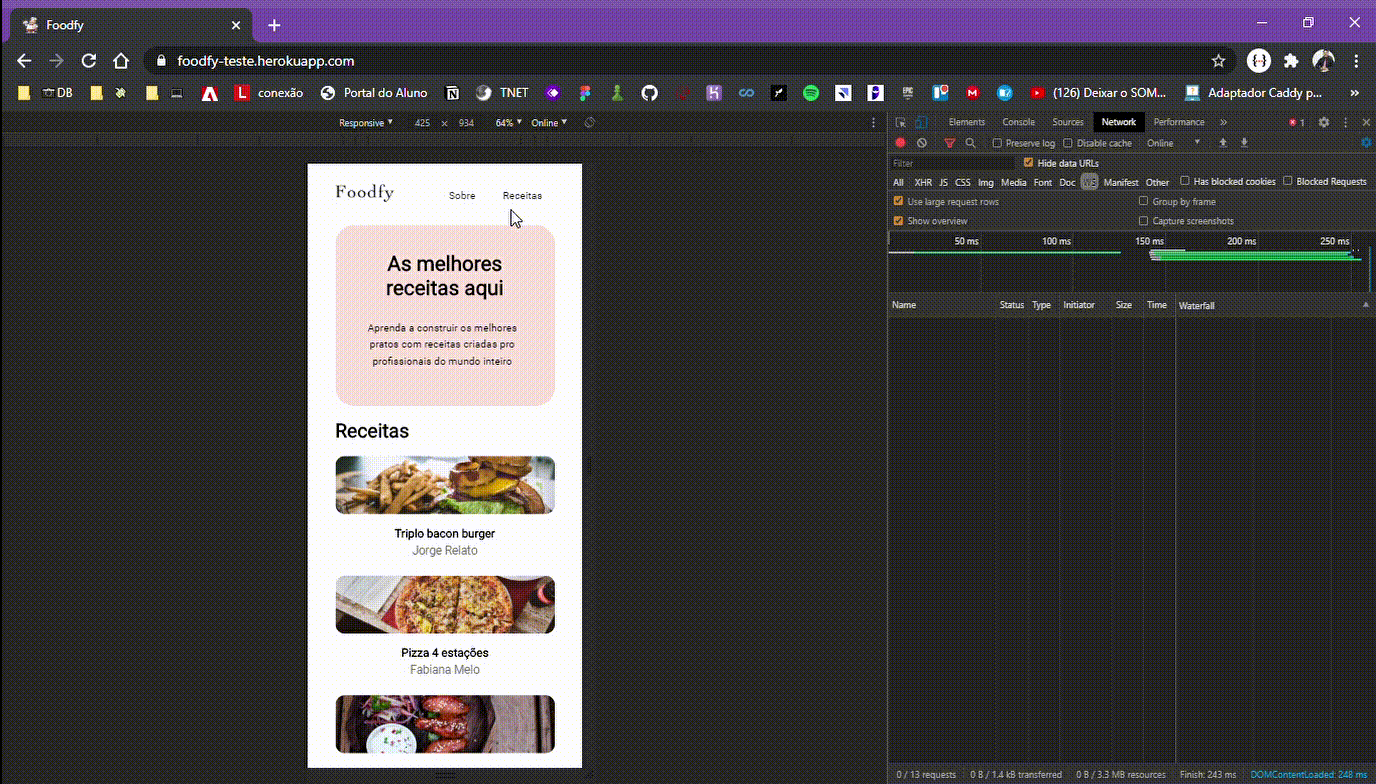 Foodfy
foodfy-teste.herokuapp.com
DB
conexão
Portal do Aluno
TNET
(126) Deixar o SOM...
Adaptador Caddy p...
»
Responsive ▼ 425 × 934 64% ▼ Online ▼
Elements Console Sources Network Performance » 1
Preserve log Disable cache Online ▼
Filter Hide data URLs
All XHR JS CSS Img Media Font Doc WS Manifest Other Has blocked cookies Blocked Requests
Use large request rows Group by frame
Show overview Capture screenshots
50 ms 100 ms 150 ms 200 ms 250 ms
Name Status Type Initiator Size Time Waterfall
Foodfy Sobre Receitas
As melhores
receitas aqui
Aprenda a construir os melhores
pratos com receitas criadas pro
profissionais do mundo inteiro
Receitas
Triplo bacon burger
Jorge Relato
Pizza 4 estações
Fabiana Melo
0 / 13 requests 0 B / 1.4 kB transferred 0 B / 3.3 MB resources Finish: 243 ms DOMContentLoaded: 248 ms